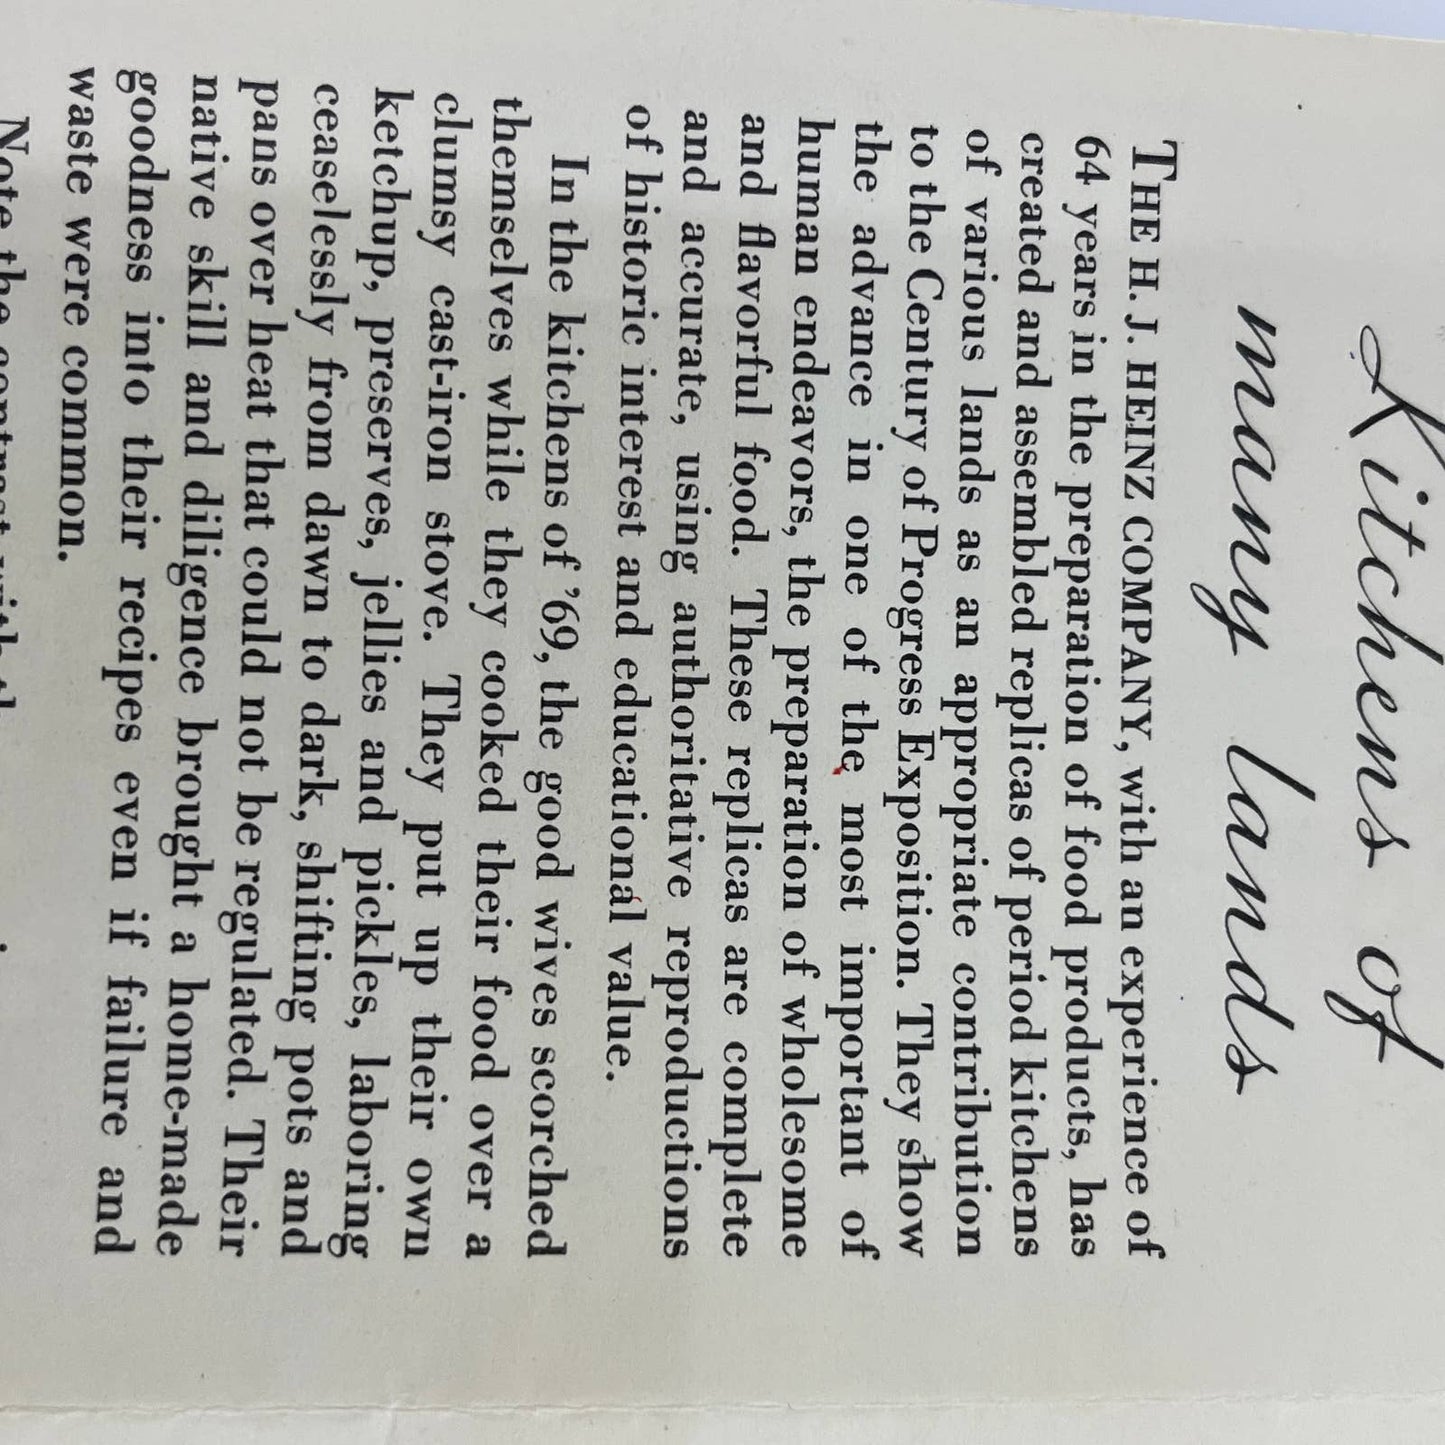 Kitchens of
many lands
THE H. J. HEINZ COMPANY, with an experience of
64 years in the preparation of food products, has
created and assembled replicas of period kitchens
of various lands as an appropriate contribution
to the Century of Progress Exposition. They show
the advance in one of the most important of
human endeavors, the preparation of wholesome
and flavorful food. These replicas are complete
and accurate, using authoritative reproductions
of historic interest and educational value.
In the kitchens of ’69, the good wives scorched
themselves while they cooked their food over a
clumsy cast-iron stove. They put up their own
ketchup, preserves, jellies and pickles, laboring
ceaselessly from dawn to dark, shifting pots and
pans over heat that could not be regulated. Their
native skill and diligence brought a home-made
goodness into their recipes even if failure and
waste were common.
Note the contrast with